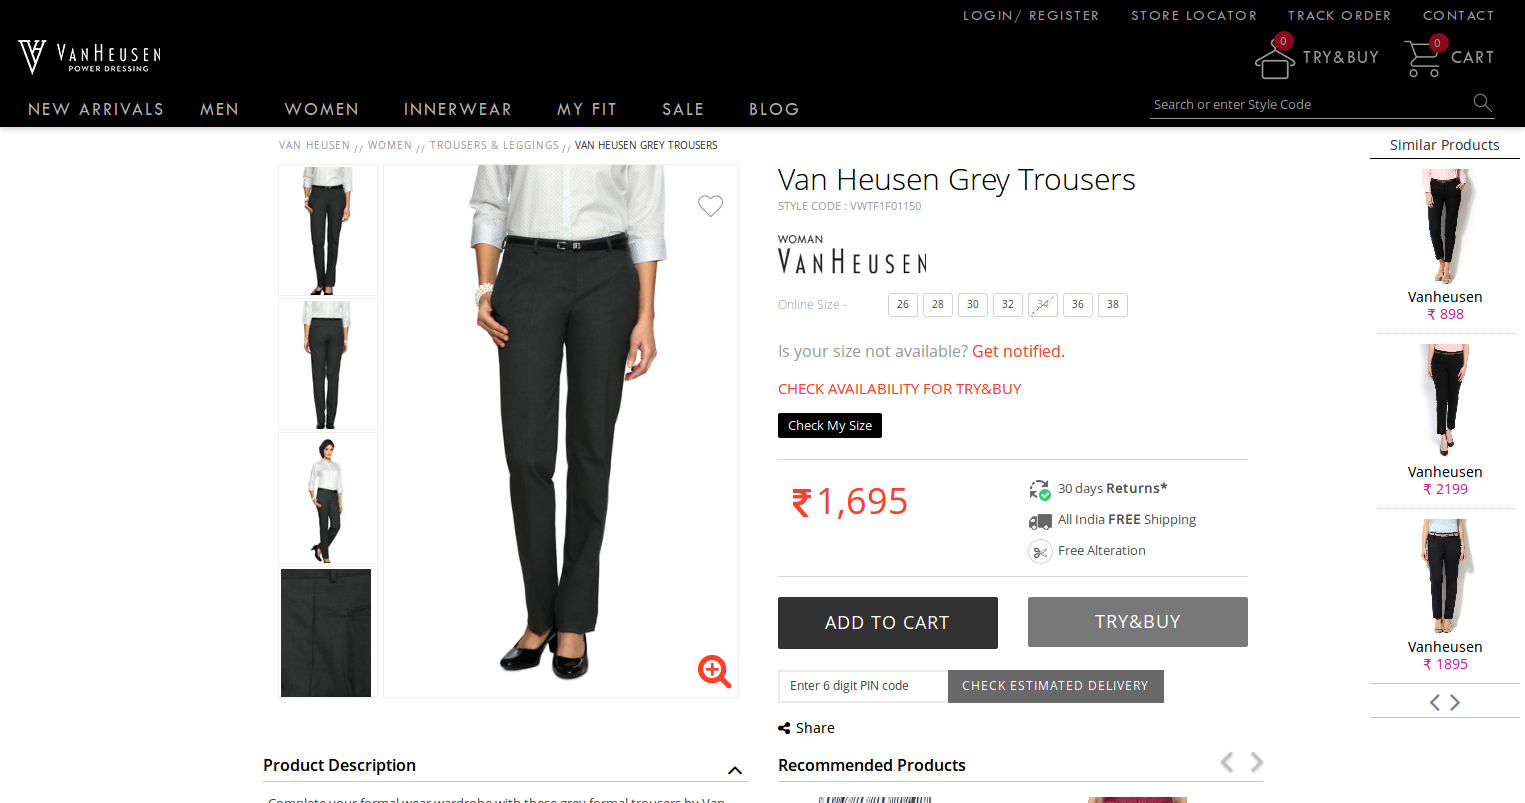 LOGIN/ REGISTER
STORE LOCATOR
TRACK ORDER
CONTACT
VANHEUSEN
POWER DRESSING
0
TRY&BUY
0
CART
NEW ARRIVALS
MEN
WOMEN
INNERWEAR
MY FIT
SALE
BLOG
Search or enter Style Code
VAN HEUSEN // WOMEN // TROUSERS & LEGGINGS // VAN HEUSEN GREY TROUSERS
Van Heusen Grey Trousers
STYLE CODE : VWTF1F01150
WOMAN
VANHEUSEN
Online Size -
26
28
30
32
34
36
38
Is your size not available? Get notified.
CHECK AVAILABILITY FOR TRY&BUY
Check My Size
₹1,695
30 days Returns*
All India FREE Shipping
Free Alteration
ADD TO CART
TRY&BUY
Enter 6 digit PIN code
CHECK ESTIMATED DELIVERY
Share
Product Description
Complete your formal wear wardrobe with these grey formal trousers by Van
Recommended Products
Similar Products
Vanheusen
₹ 898
Vanheusen
₹ 2199
Vanheusen
₹ 1895